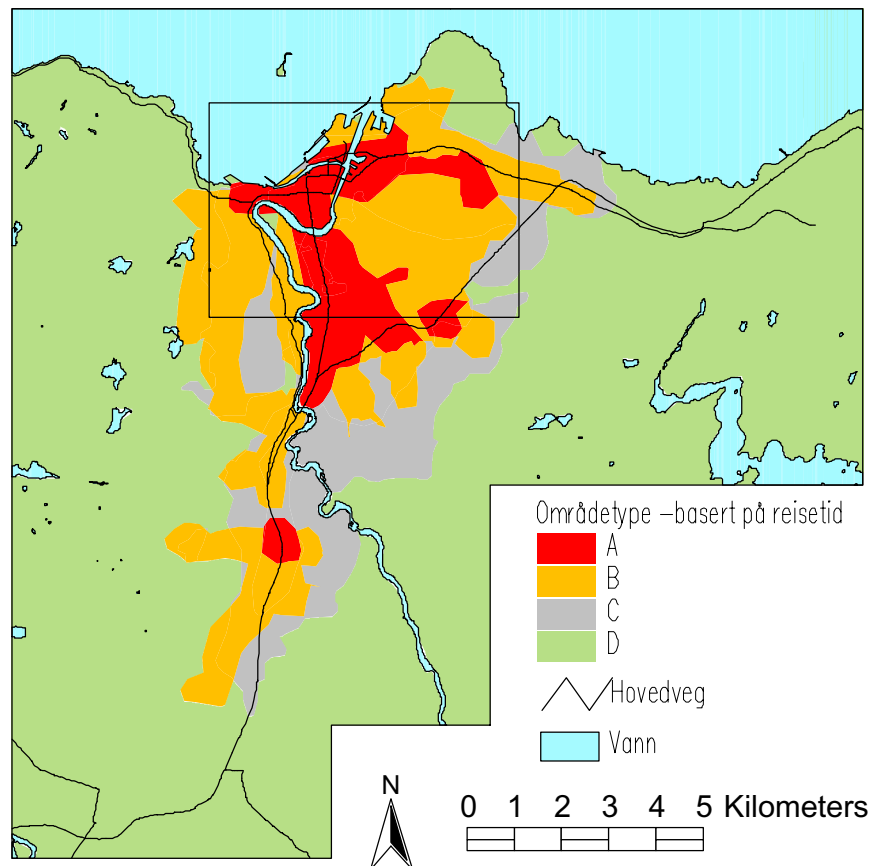 Områdetype –basert på reisetid
A
B
C
D
Hovedveg
Vann
N
0 1 2 3 4 5 Kilometers